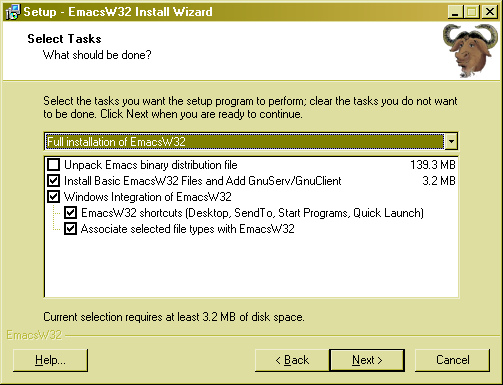 Setup - EmacsW32 Install Wizard
Select Tasks
What should be done?
Select the tasks you want the setup program to perform; clear the tasks you do not want
to be done. Click Next when you are ready to continue.
Full installation of EmacsW32
Unpack Emacs binary distribution file 139.3 MB
Install Basic EmacsW32 Files and Add GnuServ/GnuClient 3.2 MB
Windows Integration of EmacsW32
EmacsW32 shortcuts (Desktop, SendTo, Start Programs, Quick Launch)
Associate selected file types with EmacsW32
Current selection requires at least 3.2 MB of disk space.
EmacsW32
Help... < Back Next > Cancel